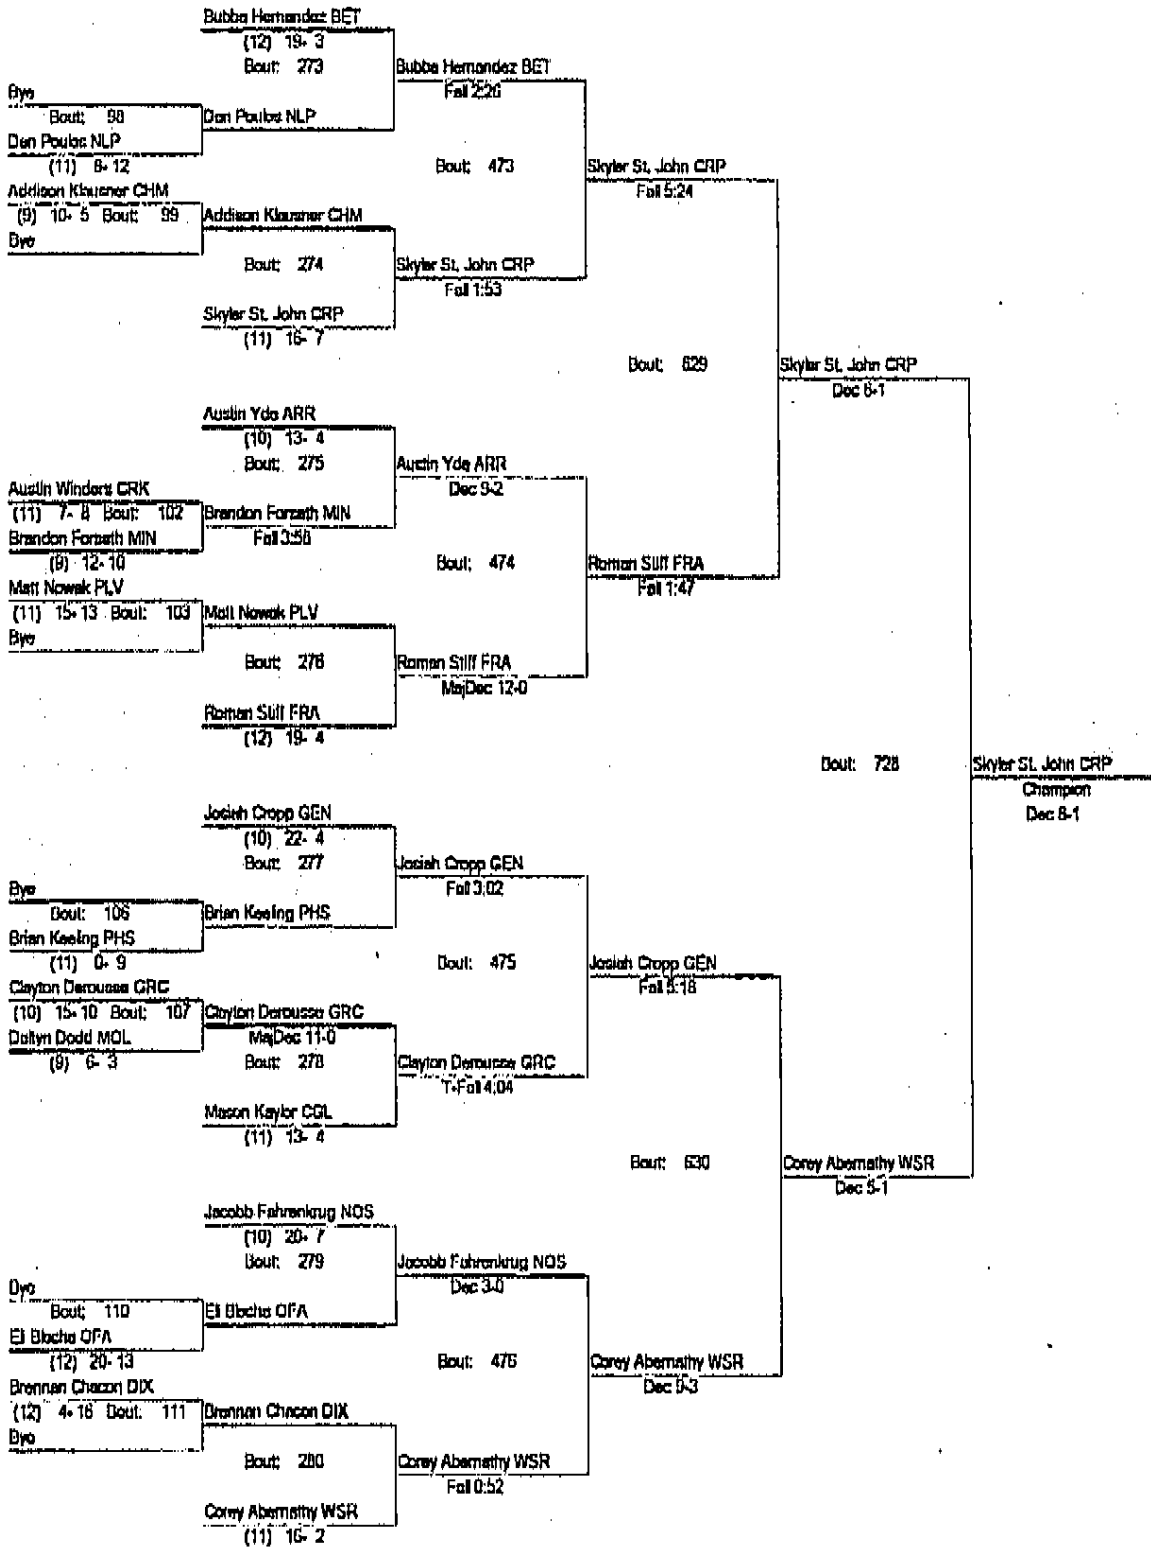 Bubba Hernandez BET
(12) 19- 3
Bout: 273
Bubba Hernandez BET
Fall 2:26
Bye
Bout: 98
Dan Poulos NLP
Dan Poulos NLP
(11) 8- 12
Bout: 473
Skyler St. John CRP
Fall 5:24
Addison Klausner CHM
(9) 10- 5 Bout: 99
Addison Klausner CHM
Bye
Bout: 274
Skyler St. John CRP
Fall 1:53
Skyler St. John CRP
(11) 16- 7
Bout: 629
Skyler St. John CRP
Dec 6-1
Austin Yde ARR
(10) 13- 4
Bout: 275
Austin Yde ARR
Dec 9-2
Austin Winders CRK
(11) 7- 8 Bout: 102
Brandon Forsath MIN
Fall 3:56
Brandon Forsath MIN
(9) 12- 10
Bout: 474
Roman Stiff FRA
Fall 1:47
Matt Nowak PLV
(11) 15- 13 Bout: 103
Matt Nowak PLV
Bye
Bout: 276
Roman Stiff FRA
MajDec 12-0
Roman Stiff FRA
(12) 19- 4
Bout: 728
Skyler St. John CRP
Champion
Dec 8-1
Josiah Cropp GEN
(10) 22- 4
Bout: 277
Josiah Cropp GEN
Fall 3:02
Bye
Bout: 106
Brian Keeling PHS
Brian Keeling PHS
(11) 0- 9
Bout: 475
Josiah Cropp GEN
Fall 5:18
Clayton Derousse GRC
(10) 15- 10 Bout: 107
Clayton Derousse GRC
MajDec 11-0
Daltyn Dodd MOL
(9) 6- 3
Bout: 278
Clayton Derousse GRC
T-Fall 4:04
Mason Kaylor CGL
(11) 13- 4
Bout: 630
Corey Abernathy WSR
Dec 5-1
Jacobb Fahrenkrug NOS
(10) 20- 7
Bout: 279
Jacobb Fahrenkrug NOS
Dec 3-0
Bye
Bout: 110
Eli Blocha OFA
Eli Blocha OFA
(12) 20- 13
Bout: 476
Corey Abernathy WSR
Dec 9-3
Brennan Chacon DIX
(12) 4- 16 Bout: 111
Brennan Chacon DIX
Bye
Bout: 280
Corey Abernathy WSR
Fall 0:52
Corey Abernathy WSR
(11) 16- 2